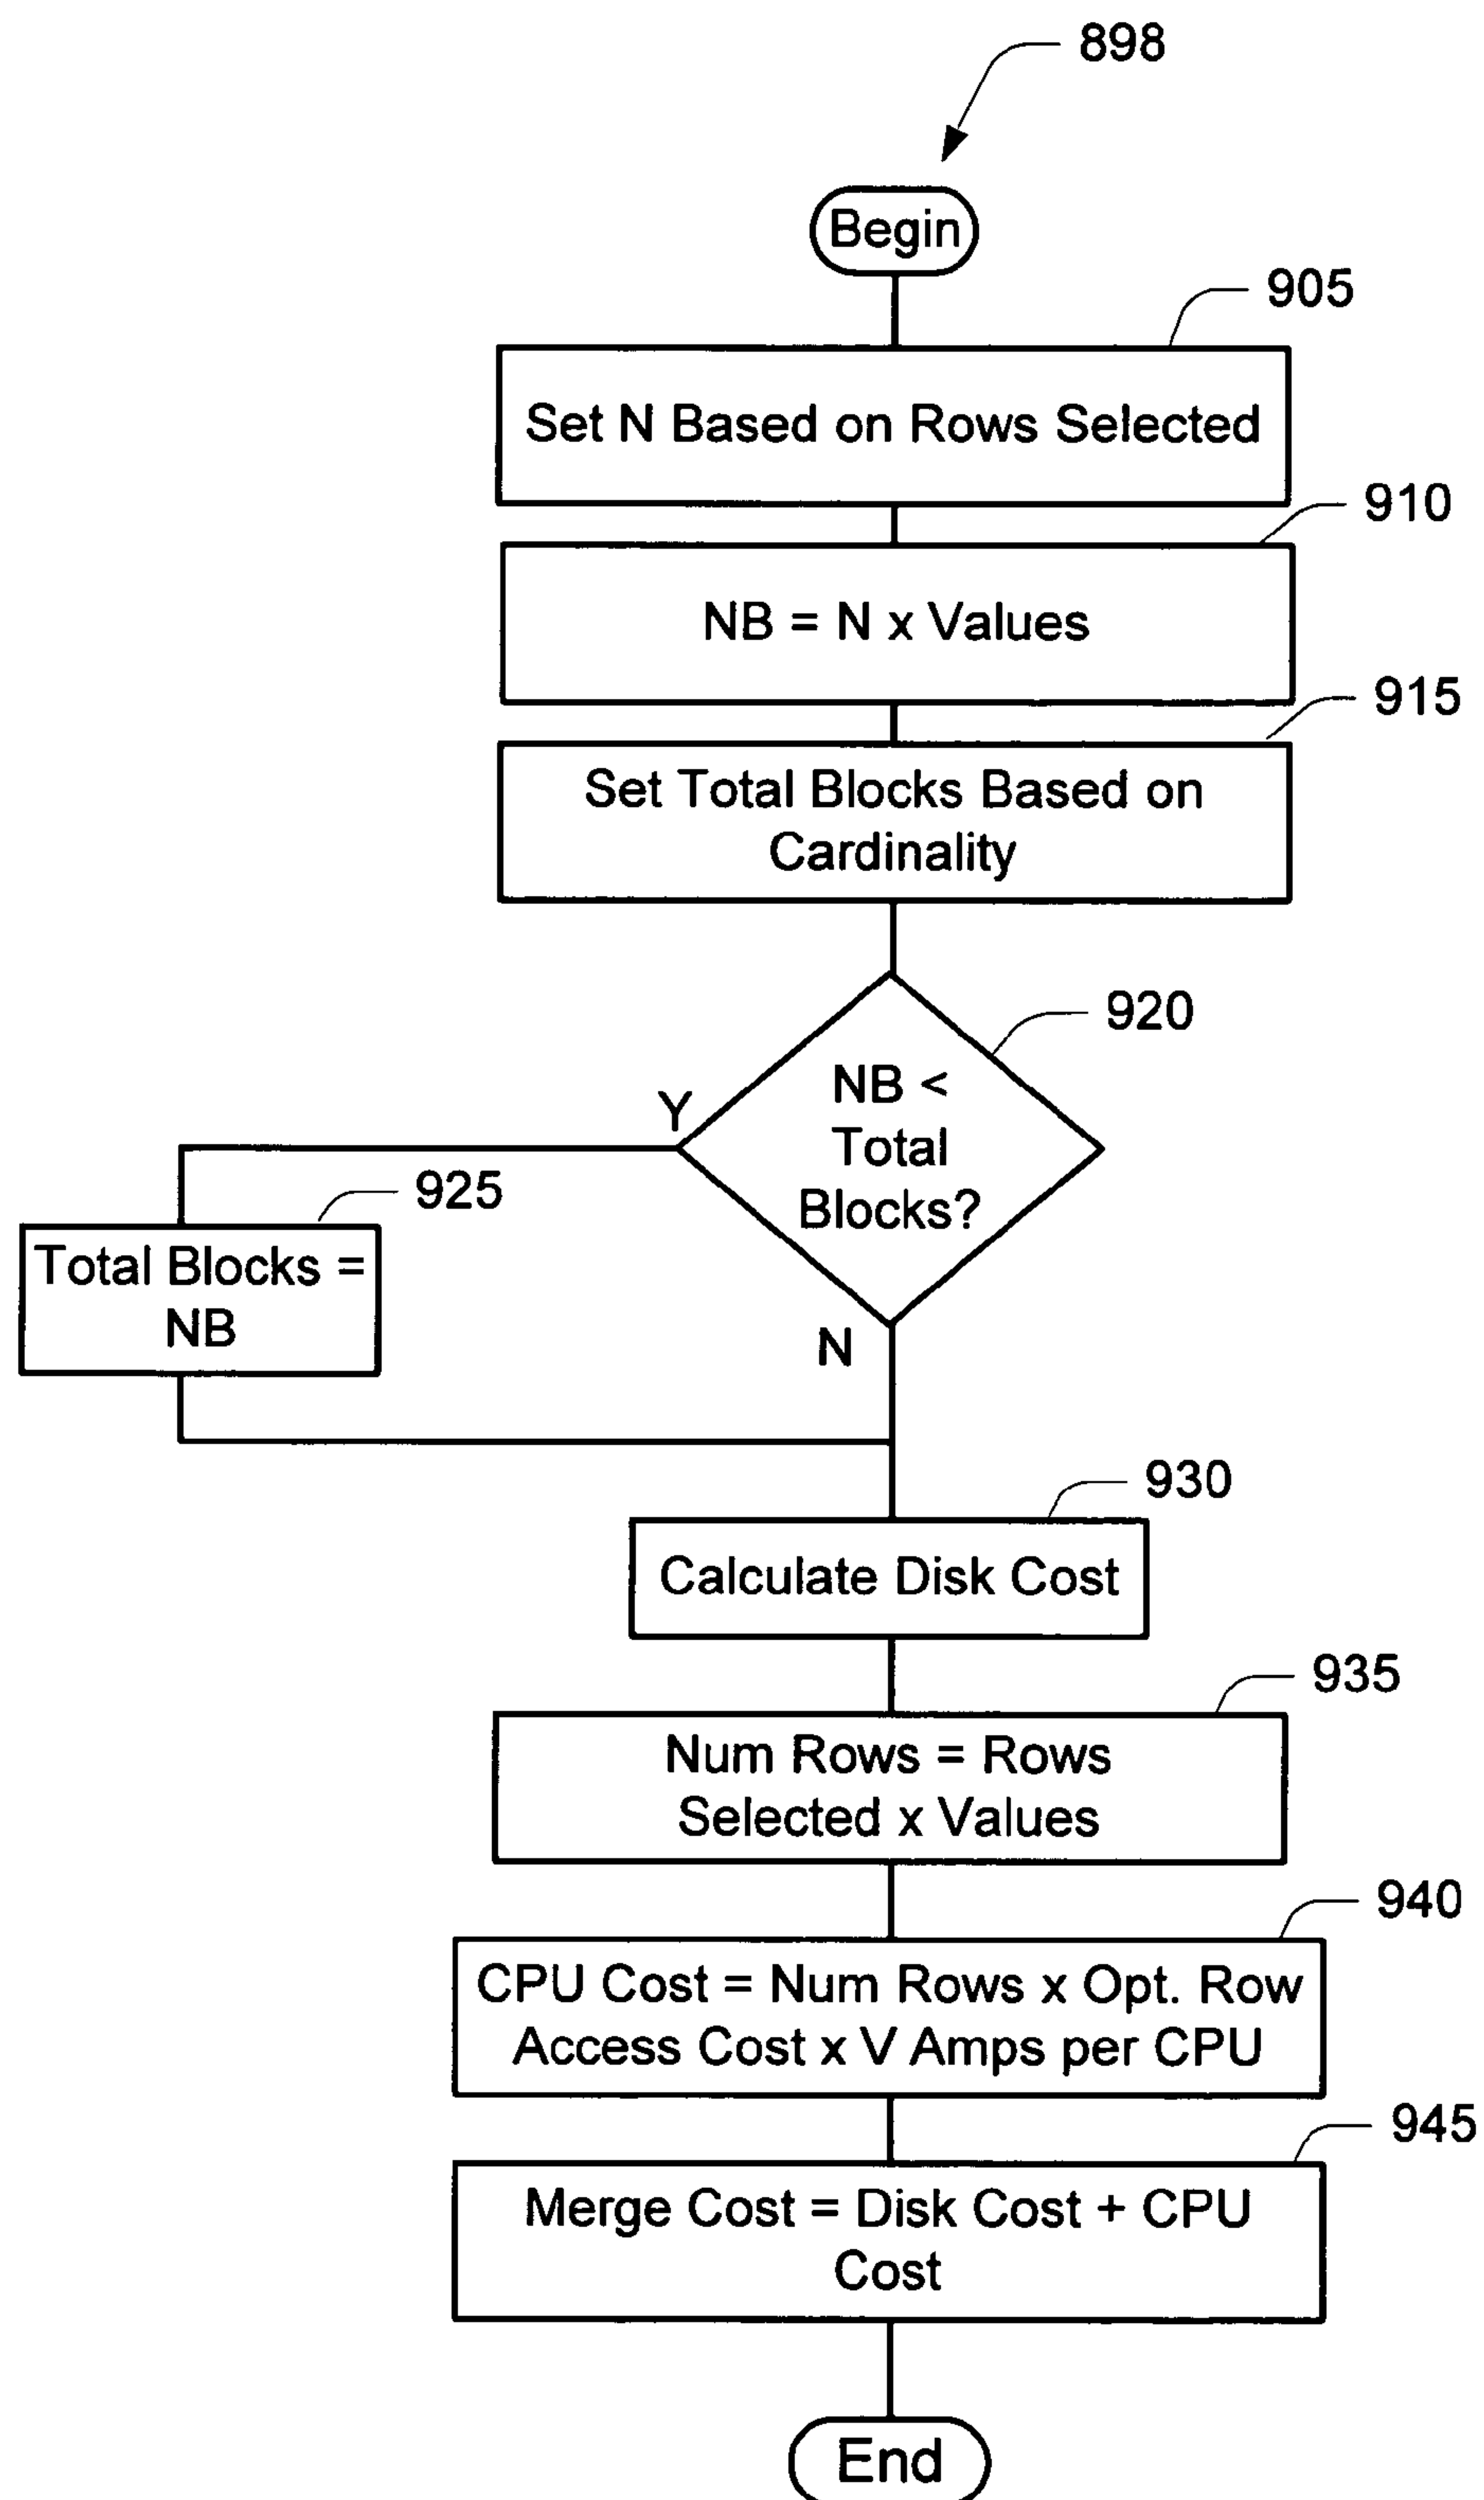 898
Begin
905
Set N Based on Rows Selected
910
NB = N x Values
915
Set Total Blocks Based on
Cardinality
920
NB <
Total
Blocks?
Y
925
Total Blocks =
NB
N
930
Calculate Disk Cost
935
Num Rows = Rows
Selected x Values
940
CPU Cost = Num Rows x Opt. Row
Access Cost x V Amps per CPU
945
Merge Cost = Disk Cost + CPU
Cost
End